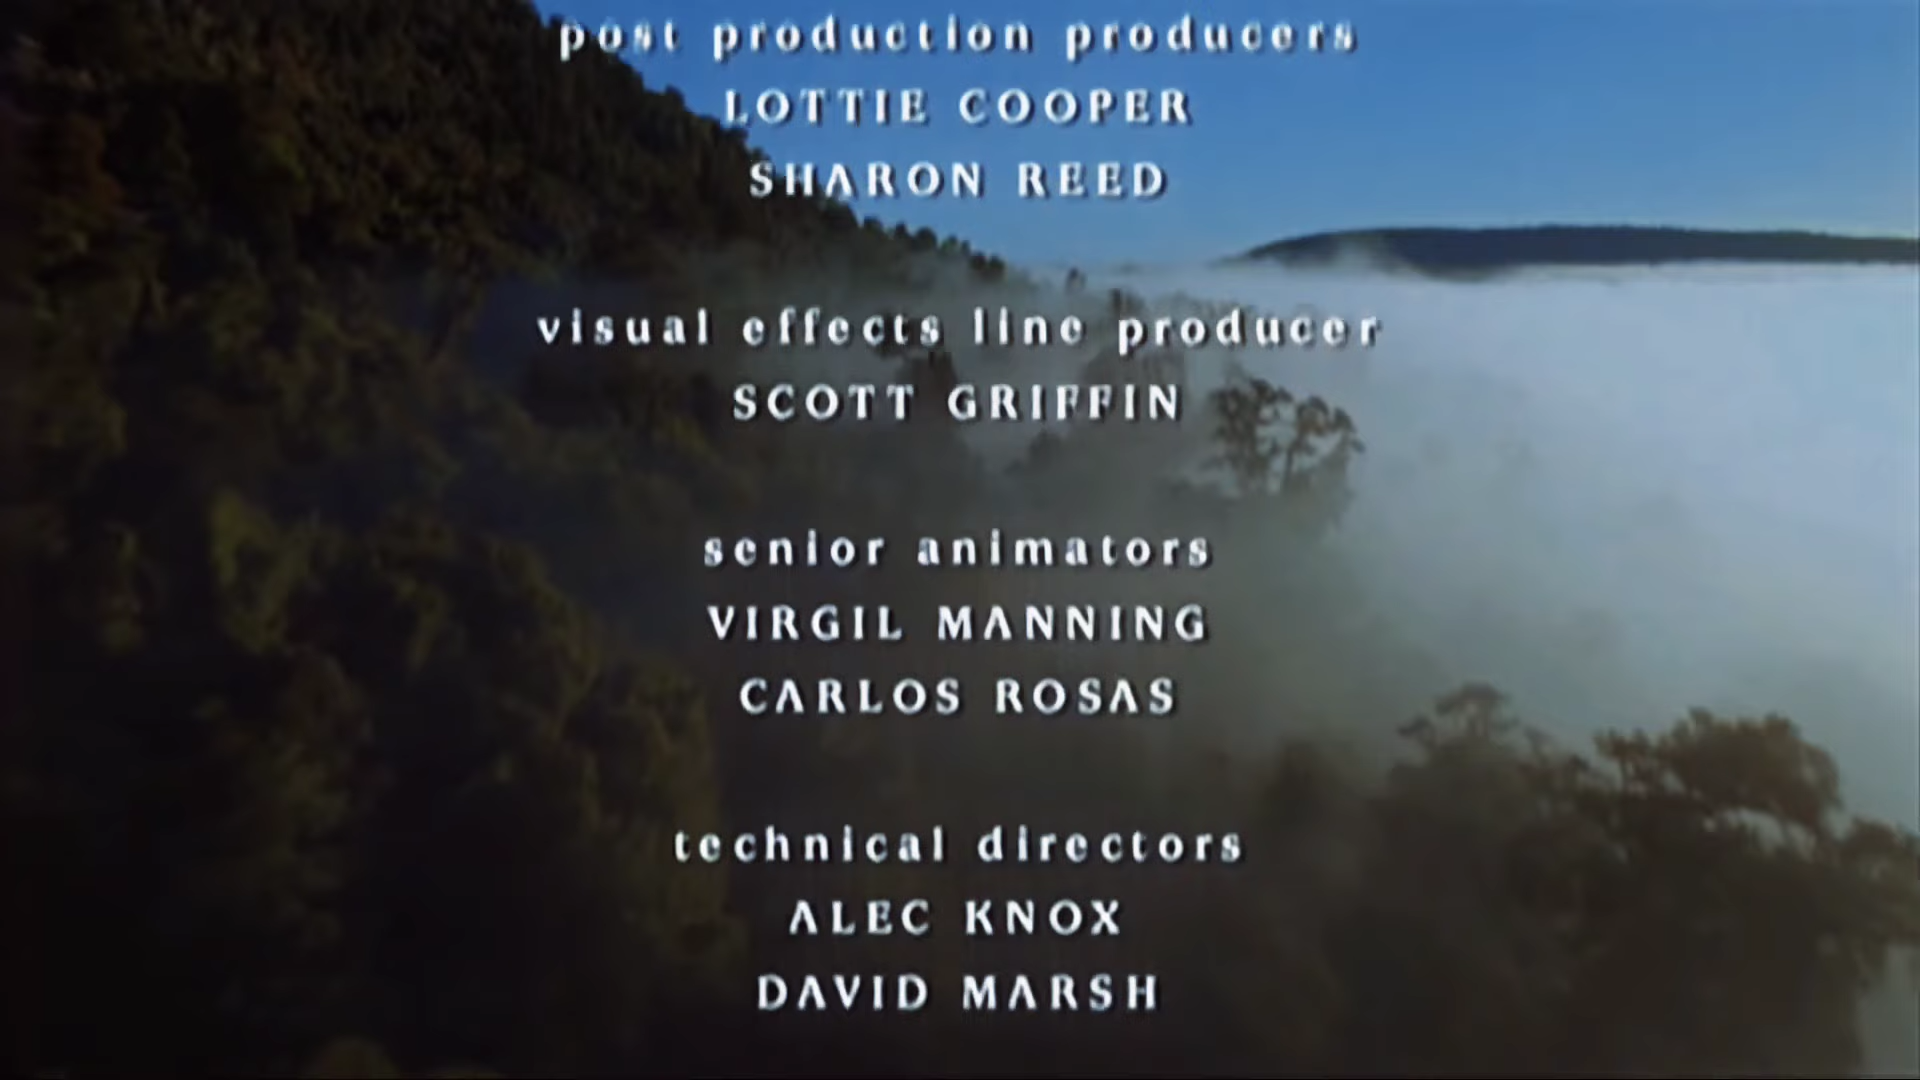 post production producers
LOTTIE COOPER
SHARON REED
visual effects line producer
SCOTT GRIFFIN
senior animators
VIRGIL MANNING
CARLOS ROSAS
technical directors
ALEC KNOX
DAVID MARSH